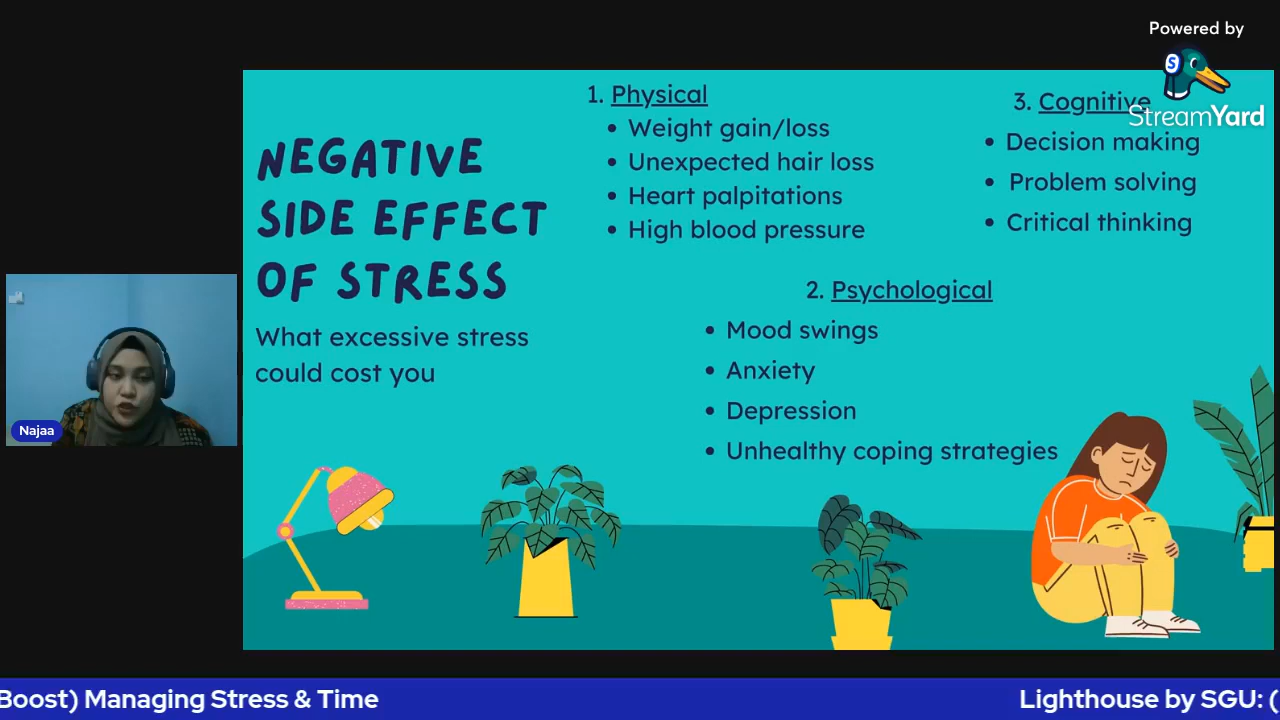 Powered by
StreamYard
NEGATIVE
SIDE EFFECT
OF STRESS
What excessive stress
could cost you
1. Physical
• Weight gain/loss
• Unexpected hair loss
• Heart palpitations
• High blood pressure
2. Psychological
• Mood swings
• Anxiety
• Depression
• Unhealthy coping strategies
3. Cognitive
• Decision making
• Problem solving
• Critical thinking
Najaa
Boost) Managing Stress & Time
Lighthouse by SGU: (